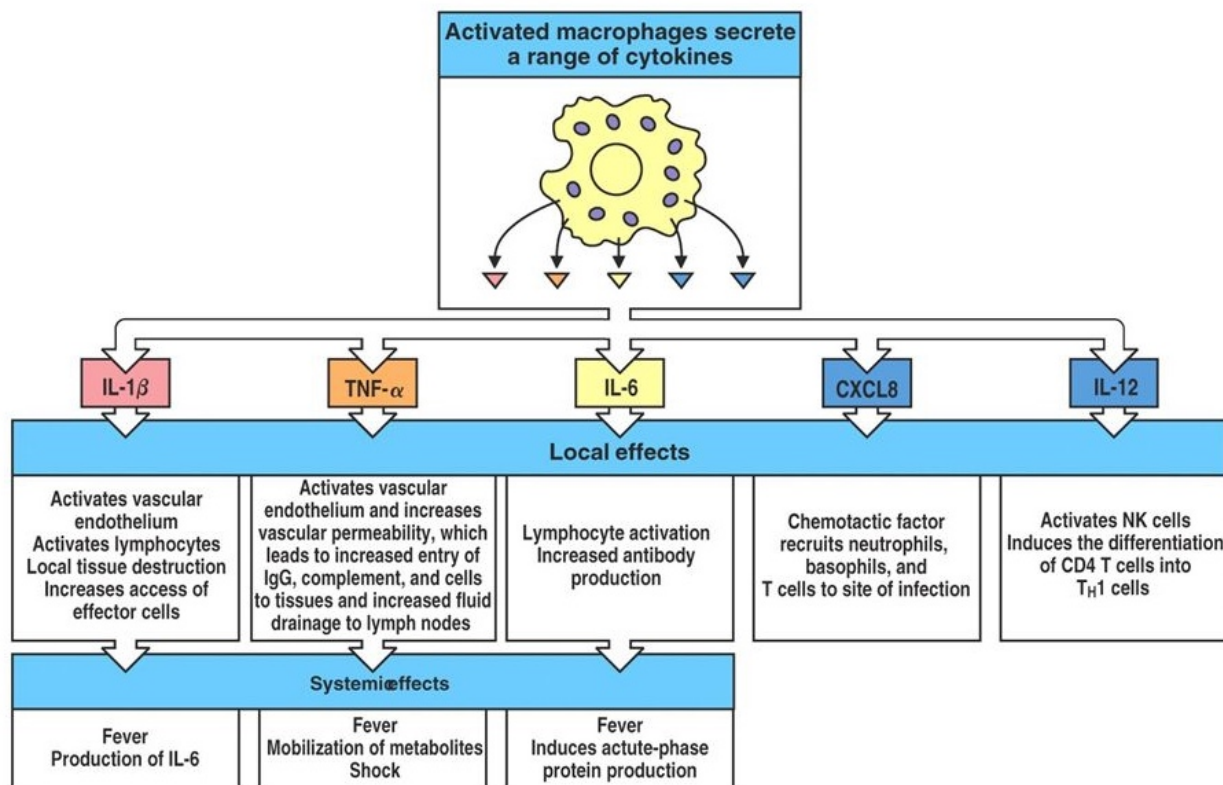 Activated macrophages secrete
a range of cytokines
IL-1β
TNF-α
IL-6
CXCL8
IL-12
Local effects
Activates vascular
endothelium
Activates lymphocytes
Local tissue destruction
Increases access of
effector cells
Activates vascular
endothelium and increases
vascular permeability, which
leads to increased entry of
IgG, complement, and cells
to tissues and increased fluid
drainage to lymph nodes
Lymphocyte activation
Increased antibody
production
Chemotactic factor
recruits neutrophils,
basophils, and
T cells to site of infection
Activates NK cells
Induces the differentiation
of CD4 T cells into
TH1 cells
Systemic effects
Fever
Production of IL-6
Fever
Mobilization of metabolites
Shock
Fever
Induces actute-phase
protein production